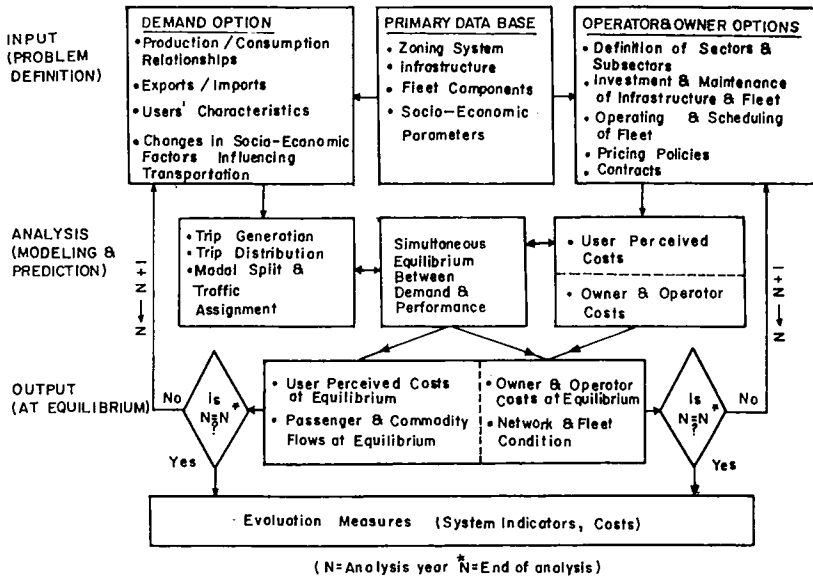 INPUT
(PROBLEM
DEFINITION)
DEMAND OPTION
• Production / Consumption
Relationships
• Exports / Imports
• Users' Characteristics
• Changes in Socio-Economic
Factors Influencing
Transportation
PRIMARY DATA BASE
• Zoning System
• infrastructure
• Fleet Components
• Socio-Economic
Parameters
OPERATOR & OWNER OPTIONS
• Definition of Sectors &
Subsectors
• Investment & Maintenance
of Infrastructure & Fleet
• Operating & Scheduling
of Fleet
• Pricing Policies
• Contracts
ANALYSIS
(MODELING &
PREDICTION)
N ← N + 1
• Trip Generation
• Trip Distribution
• Modal Split &
Traffic
Assignment
Simultaneous
Equilibrium
Between
Demand &
Performance
• User Perceived
Costs
• Owner & Operator
Costs
N ← N + 1
OUTPUT
(AT EQUILIBRIUM)
No
Is
N=N*
?
Yes
• User Perceived Costs
at Equilibrium
• Passenger & Commodity
Flows at Equilibrium
• Owner & Operator
Costs at Equilibrium
• Network & Fleet
Condition
Is
N=N*
?
No
Yes
Evaluation Measures (System Indicators, Costs)
(N=Analysis year *N=End of analysis)